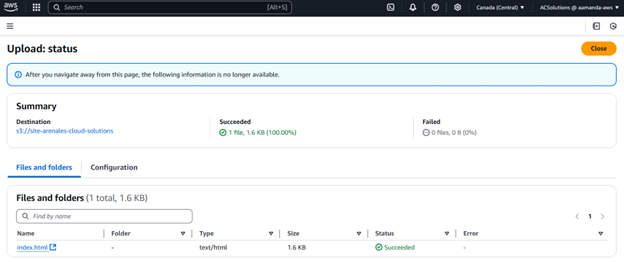 aws
Search [Alt+S] Canada (Central) ACSolutions @ aamanda-aws
Upload: status Close
After you navigate away from this page, the following information is no longer available.
Summary
Destination Succeeded Failed
s3://site-arenales-cloud-solutions 1 file, 1.6 KB (100.00%) 0 files, 0 B (0%)
Files and folders Configuration
Files and folders (1 total, 1.6 KB)
Find by name 1
Name Folder Type Size Status Error
index.html - text/html 1.6 KB Succeeded -